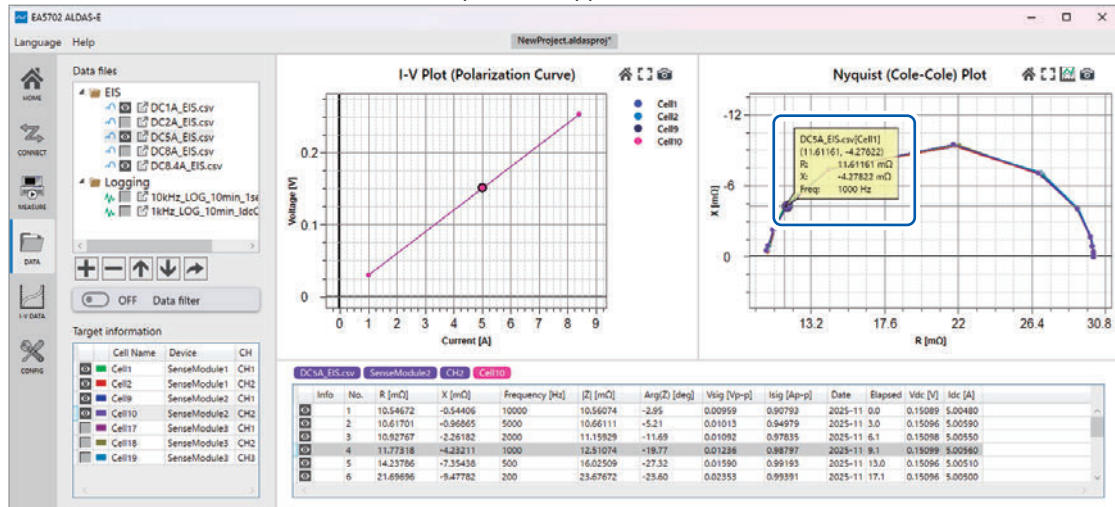 EA5702 ALDAS-E
Language Help NewProject.aldasproj*
HOME
CONNECT
MEASURE
DATA
I-V DATA
CONFIG
Data files
EIS
DC1A_EIS.csv
DC2A_EIS.csv
DC5A_EIS.csv
DC8A_EIS.csv
DC8.4A_EIS.csv
Logging
10kHz_LOG_10min_1se
1kHz_LOG_10min_IdcC
OFF Data filter
Target information
Cell Name Device CH
Cell1 SenseModule1 CH1
Cell2 SenseModule1 CH2
Cell9 SenseModule2 CH1
Cell10 SenseModule2 CH2
Cell17 SenseModule3 CH1
Cell18 SenseModule3 CH2
Cell19 SenseModule3 CH3
I-V Plot (Polarization Curve)
Cell1
Cell2
Cell9
Cell10
Voltage [V]
0.2
0.1
0
0 1 2 3 4 5 6 7 8 9
Current [A]
Nyquist (Cole-Cole) Plot
X [mΩ]
-12
-6
0
DC5A_EIS.csv[Cell1]
(11.61161, -4.27822)
R: 11.61161 mΩ
X: -4.27822 mΩ
Freq: 1000 Hz
13.2 17.6 22 26.4 30.8
R [mΩ]
DC5A_EIS.csv SenseModule2 CH2 Cell10
Info No. R [mΩ] X [mΩ] Frequency [Hz] |Z| [mΩ] Arg(Z) [deg] Vsig [Vp-p] Isig [Ap-p] Date Elapsed Vdc [V] Idc [A]
1 10.54672 -0.54406 10000 10.56074 -2.95 0.00959 0.90793 2025-11 0.0 0.15089 5.00480
2 10.61701 -0.96865 5000 10.66111 -5.21 0.01013 0.94979 2025-11 3.0 0.15096 5.00590
3 10.92767 -2.26182 2000 11.15929 -11.69 0.01092 0.97835 2025-11 6.1 0.15098 5.00550
4 11.77318 -4.23211 1000 12.51074 -19.77 0.01236 0.98797 2025-11 9.1 0.15099 5.00560
5 14.23786 -7.35438 500 16.02509 -27.32 0.01590 0.99193 2025-11 13.0 0.15096 5.00510
6 21.69696 -9.47782 200 23.67672 -23.60 0.02353 0.99391 2025-11 17.1 0.15096 5.00500